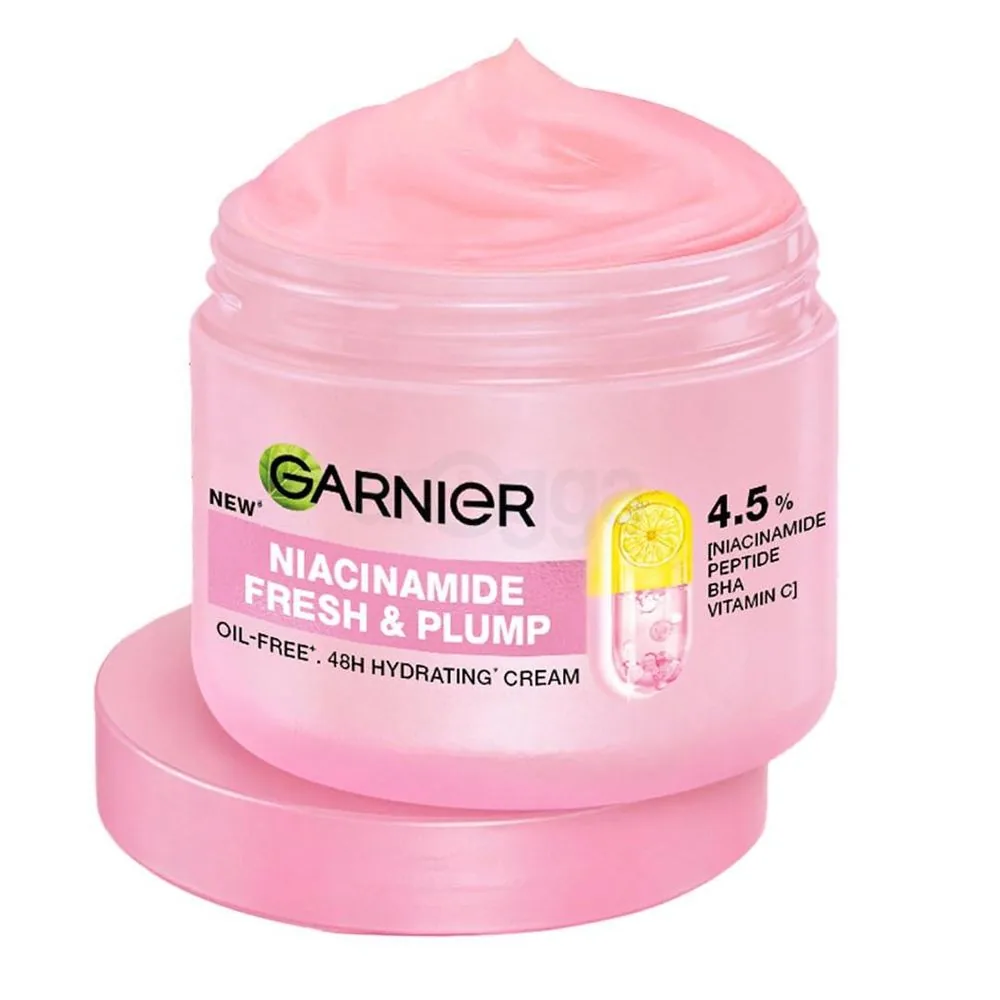 GARNIER
NEW*
NIACINAMIDE
FRESH & PLUMP
OIL-FREE⁺. 48H HYDRATING* CREAM
4.5%
[NIACINAMIDE
PEPTIDE
BHA
VITAMIN C]